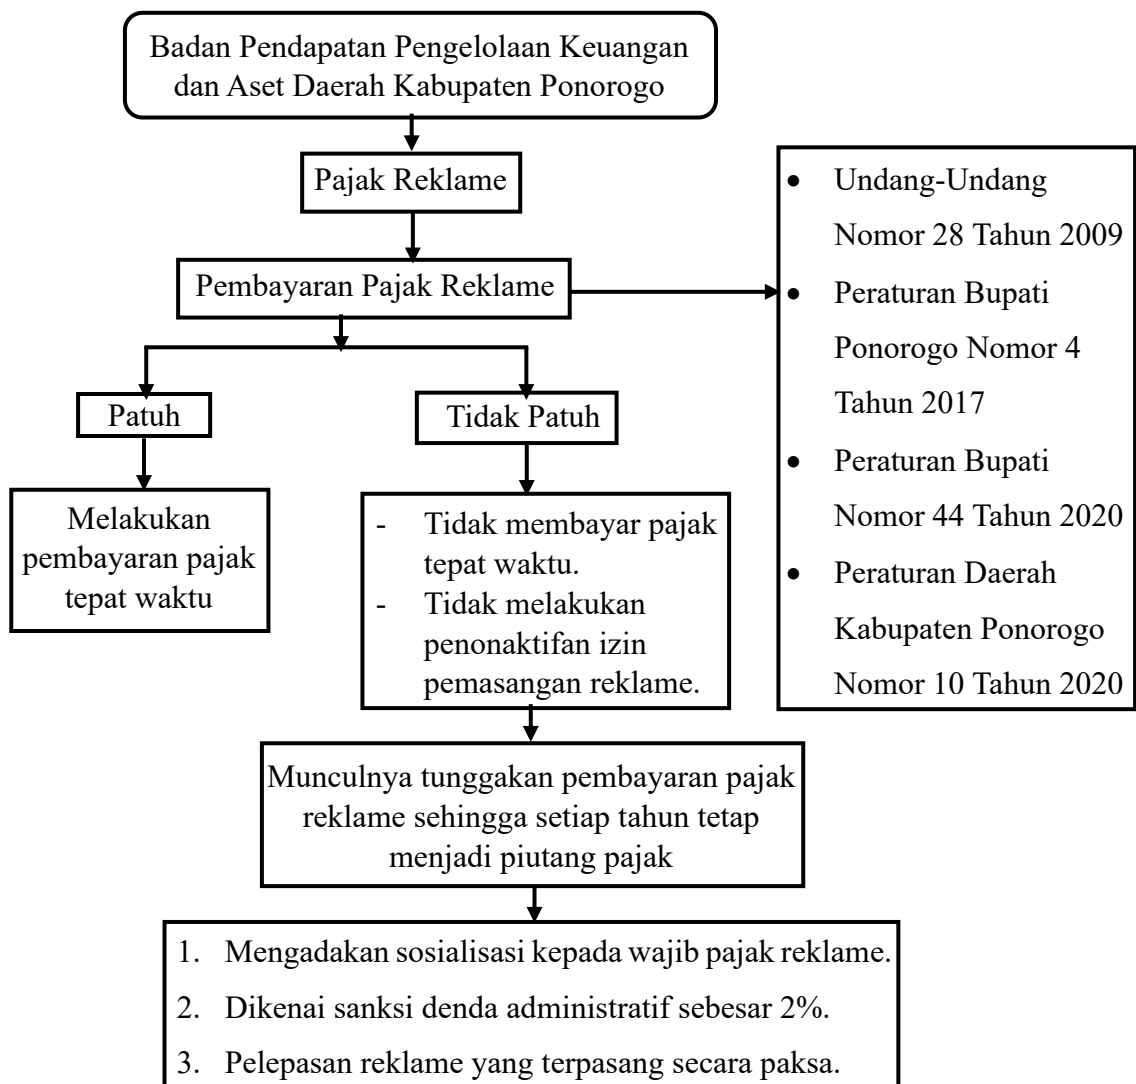 Badan Pendapatan Pengelolaan Keuangan
dan Aset Daerah Kabupaten Ponorogo
Pajak Reklame
Pembayaran Pajak Reklame
• Undang-Undang
Nomor 28 Tahun 2009
• Peraturan Bupati
Ponorogo Nomor 4
Tahun 2017
• Peraturan Bupati
Nomor 44 Tahun 2020
• Peraturan Daerah
Kabupaten Ponorogo
Nomor 10 Tahun 2020
Patuh
Tidak Patuh
Melakukan
pembayaran pajak
tepat waktu
- Tidak membayar pajak
tepat waktu.
- Tidak melakukan
penonaktifan izin
pemasangan reklame.
Munculnya tunggakan pembayaran pajak
reklame sehingga setiap tahun tetap
menjadi piutang pajak
1. Mengadakan sosialisasi kepada wajib pajak reklame.
2. Dikenai sanksi denda administratif sebesar 2%.
3. Pelepasan reklame yang terpasang secara paksa.